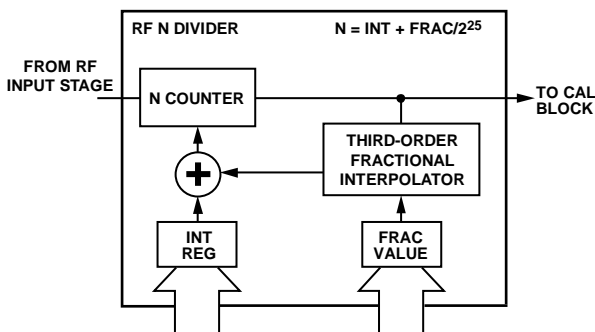 RF N DIVIDER N = INT + FRAC/2²⁵
FROM RF
INPUT STAGE
N COUNTER
TO CAL
BLOCK
THIRD-ORDER
FRACTIONAL
INTERPOLATOR
+
INT
REG
FRAC
VALUE